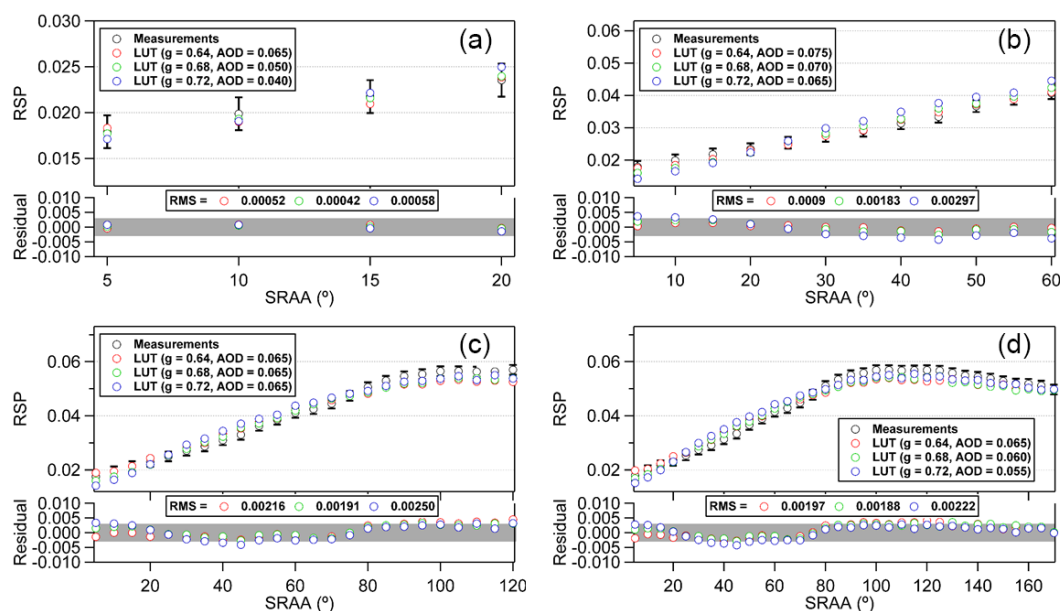 0.030
0.025
0.020
0.015
RSP
Measurements
LUT (g = 0.64, AOD = 0.065)
LUT (g = 0.68, AOD = 0.050)
LUT (g = 0.72, AOD = 0.040)
(a)
0.010
0.005
0.000
-0.005
-0.010
Residual
RMS = 0.00052 0.00042 0.00058
5 10 15 20
SRAA (º)
0.06
0.05
0.04
0.03
0.02
RSP
Measurements
LUT (g = 0.64, AOD = 0.075)
LUT (g = 0.68, AOD = 0.070)
LUT (g = 0.72, AOD = 0.065)
(b)
0.010
0.005
0.000
-0.005
-0.010
Residual
RMS = 0.0009 0.00183 0.00297
10 20 30 40 50 60
SRAA (º)
0.06
0.04
0.02
RSP
Measurements
LUT (g = 0.64, AOD = 0.065)
LUT (g = 0.68, AOD = 0.065)
LUT (g = 0.72, AOD = 0.065)
(c)
0.010
0.005
0.000
-0.005
-0.010
Residual
RMS = 0.00216 0.00191 0.00250
20 40 60 80 100 120
SRAA (º)
0.06
0.04
0.02
RSP
(d)
Measurements
LUT (g = 0.64, AOD = 0.065)
LUT (g = 0.68, AOD = 0.060)
LUT (g = 0.72, AOD = 0.055)
0.010
0.005
0.000
-0.005
-0.010
Residual
RMS = 0.00197 0.00188 0.00222
20 40 60 80 100 120 140 160
SRAA (º)